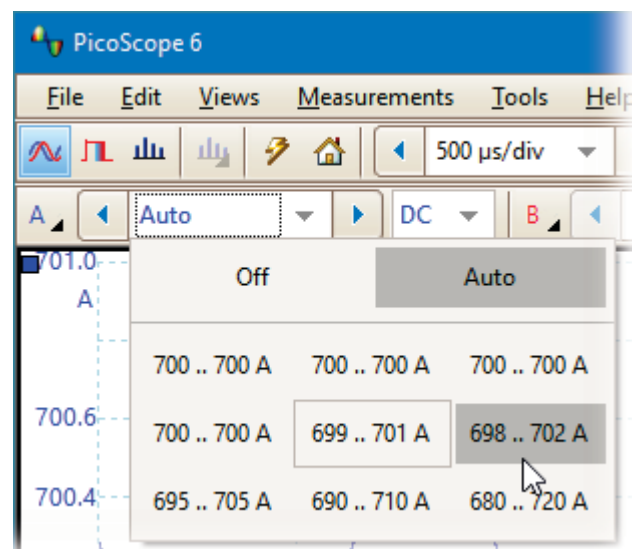 PicoScope 6
File Edit Views Measurements Tools Help
500 µs/div
A Auto DC B
701.0
A
Off Auto
700 .. 700 A 700 .. 700 A 700 .. 700 A
700.6
700 .. 700 A 699 .. 701 A 698 .. 702 A
700.4
695 .. 705 A 690 .. 710 A 680 .. 720 A